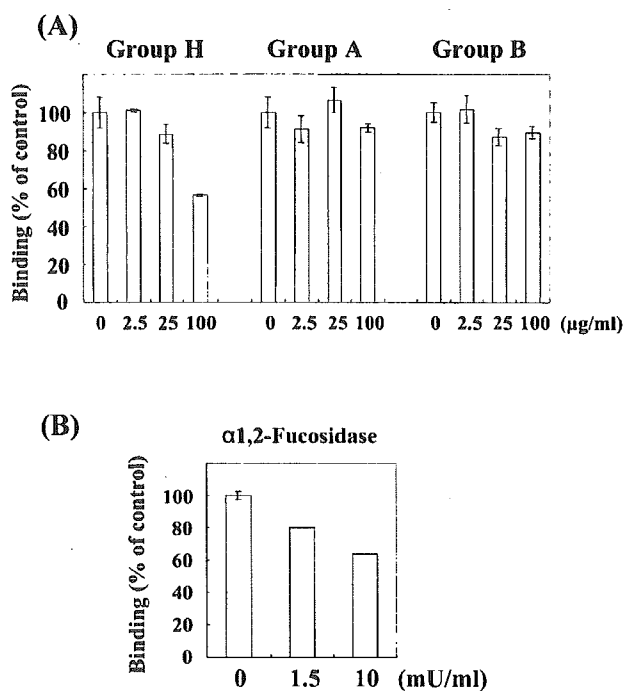 (A)
Group H Group A Group B
Binding (% of control)
100
80
60
40
20
0
0 2.5 25 100 0 2.5 25 100 0 2.5 25 100 (µg/ml)
(B)
α1,2-Fucosidase
Binding (% of control)
100
80
60
40
20
0
0 1.5 10 (mU/ml)